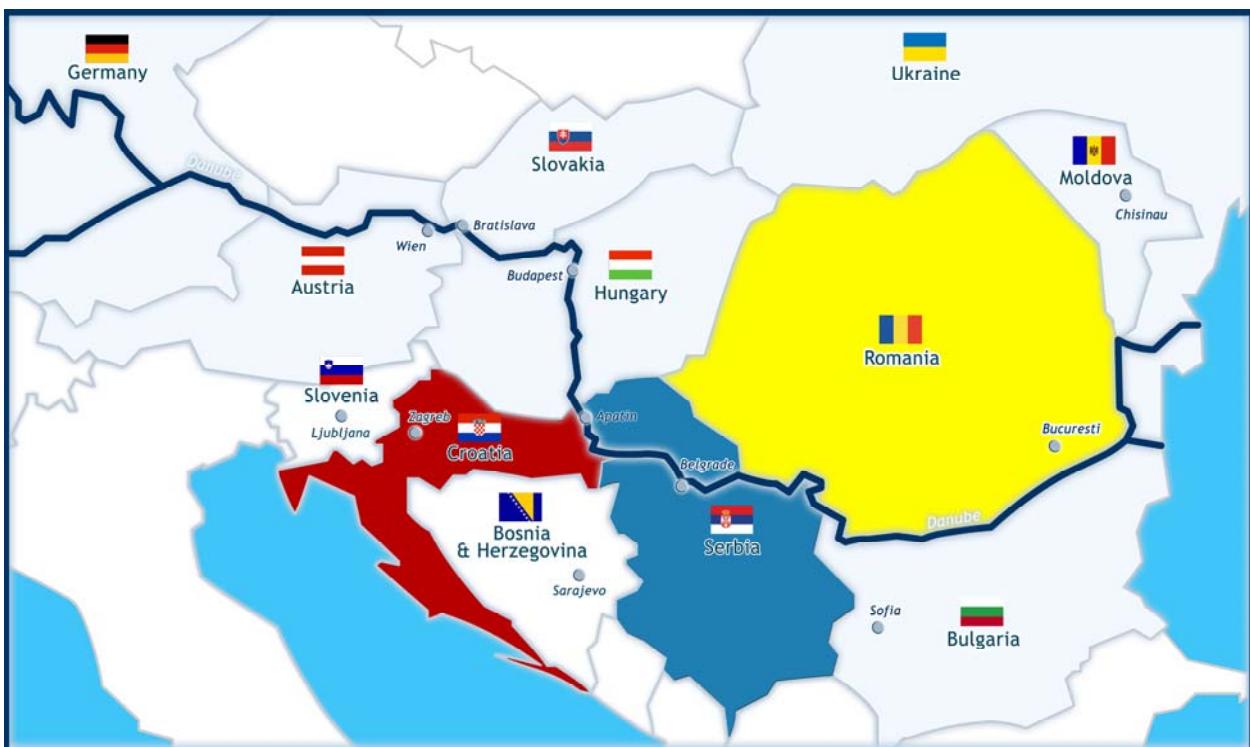 Germany
Ukraine
Slovakia
Moldova
Chisinau
Danube
Bratislava
Wien
Budapest
Austria
Hungary
Romania
Slovenia
Ljubljana
Zagreb
Croatia
Apatin
Bucuresti
Belgrade
Danube
Serbia
Bosnia
& Herzegovina
Sarajevo
Sofia
Bulgaria